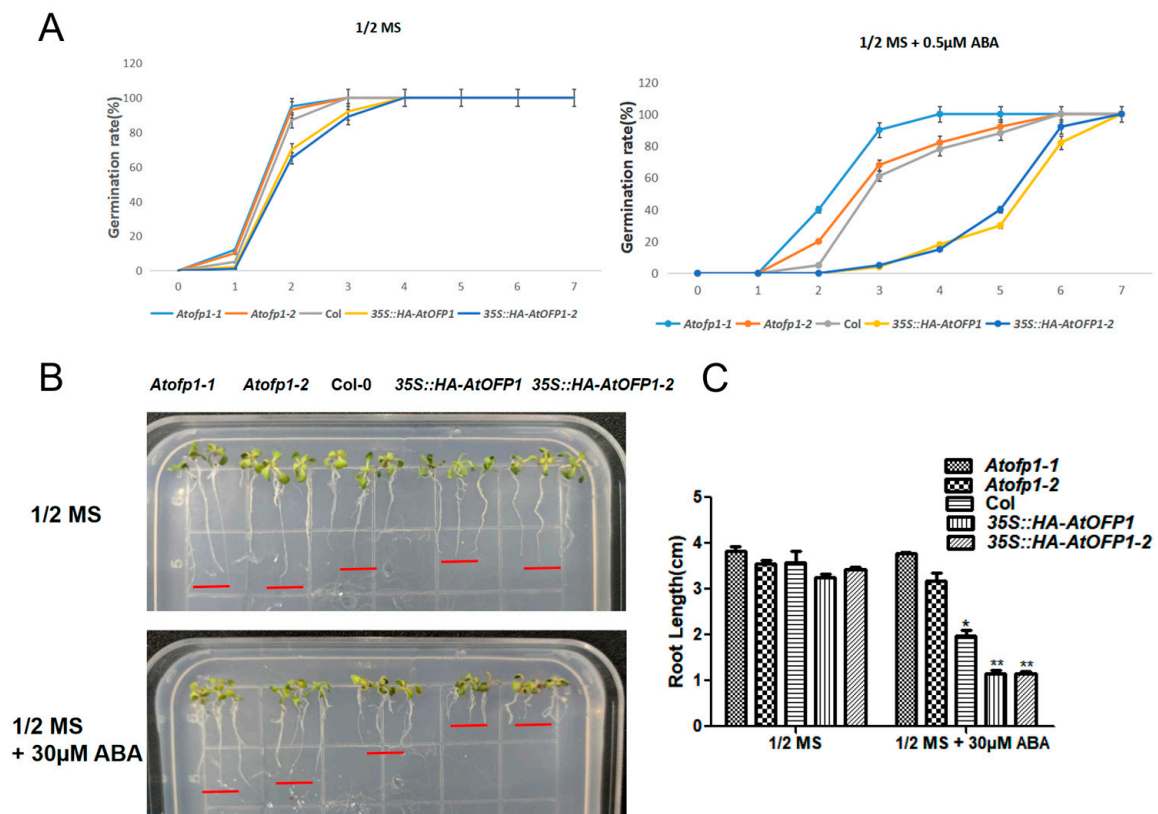 A
1/2 MS
Germination rate(%)
120
100
80
60
40
20
0
0 1 2 3 4 5 6 7
Atofp1-1 Atofp1-2 Col 35S::HA-AtOFP1 35S::HA-AtOFP1-2
1/2 MS + 0.5μM ABA
Germination rate(%)
120
100
80
60
40
20
0
0 1 2 3 4 5 6 7
Atofp1-1 Atofp1-2 Col 35S::HA-AtOFP1 35S::HA-AtOFP1-2
B
Atofp1-1 Atofp1-2 Col-0 35S::HA-AtOFP1 35S::HA-AtOFP1-2
1/2 MS
1/2 MS
+ 30μM ABA
C
Atofp1-1
Atofp1-2
Col
35S::HA-AtOFP1
35S::HA-AtOFP1-2
Root Length(cm)
5
4
3
2
1
0
* ** **
1/2 MS 1/2 MS + 30μM ABA